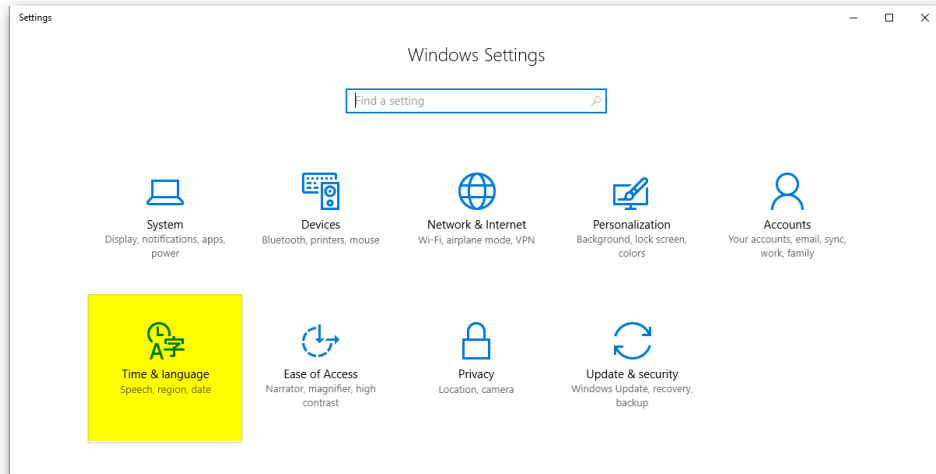 Settings
Windows Settings
Find a setting
System
Display, notifications, apps,
power
Devices
Bluetooth, printers, mouse
Network & Internet
Wi-Fi, airplane mode, VPN
Personalization
Background, lock screen,
colors
Accounts
Your accounts, email, sync,
work, family
A字
Time & language
Speech, region, date
Ease of Access
Narrator, magnifier, high
contrast
Privacy
Location, camera
Update & security
Windows Update, recovery,
backup